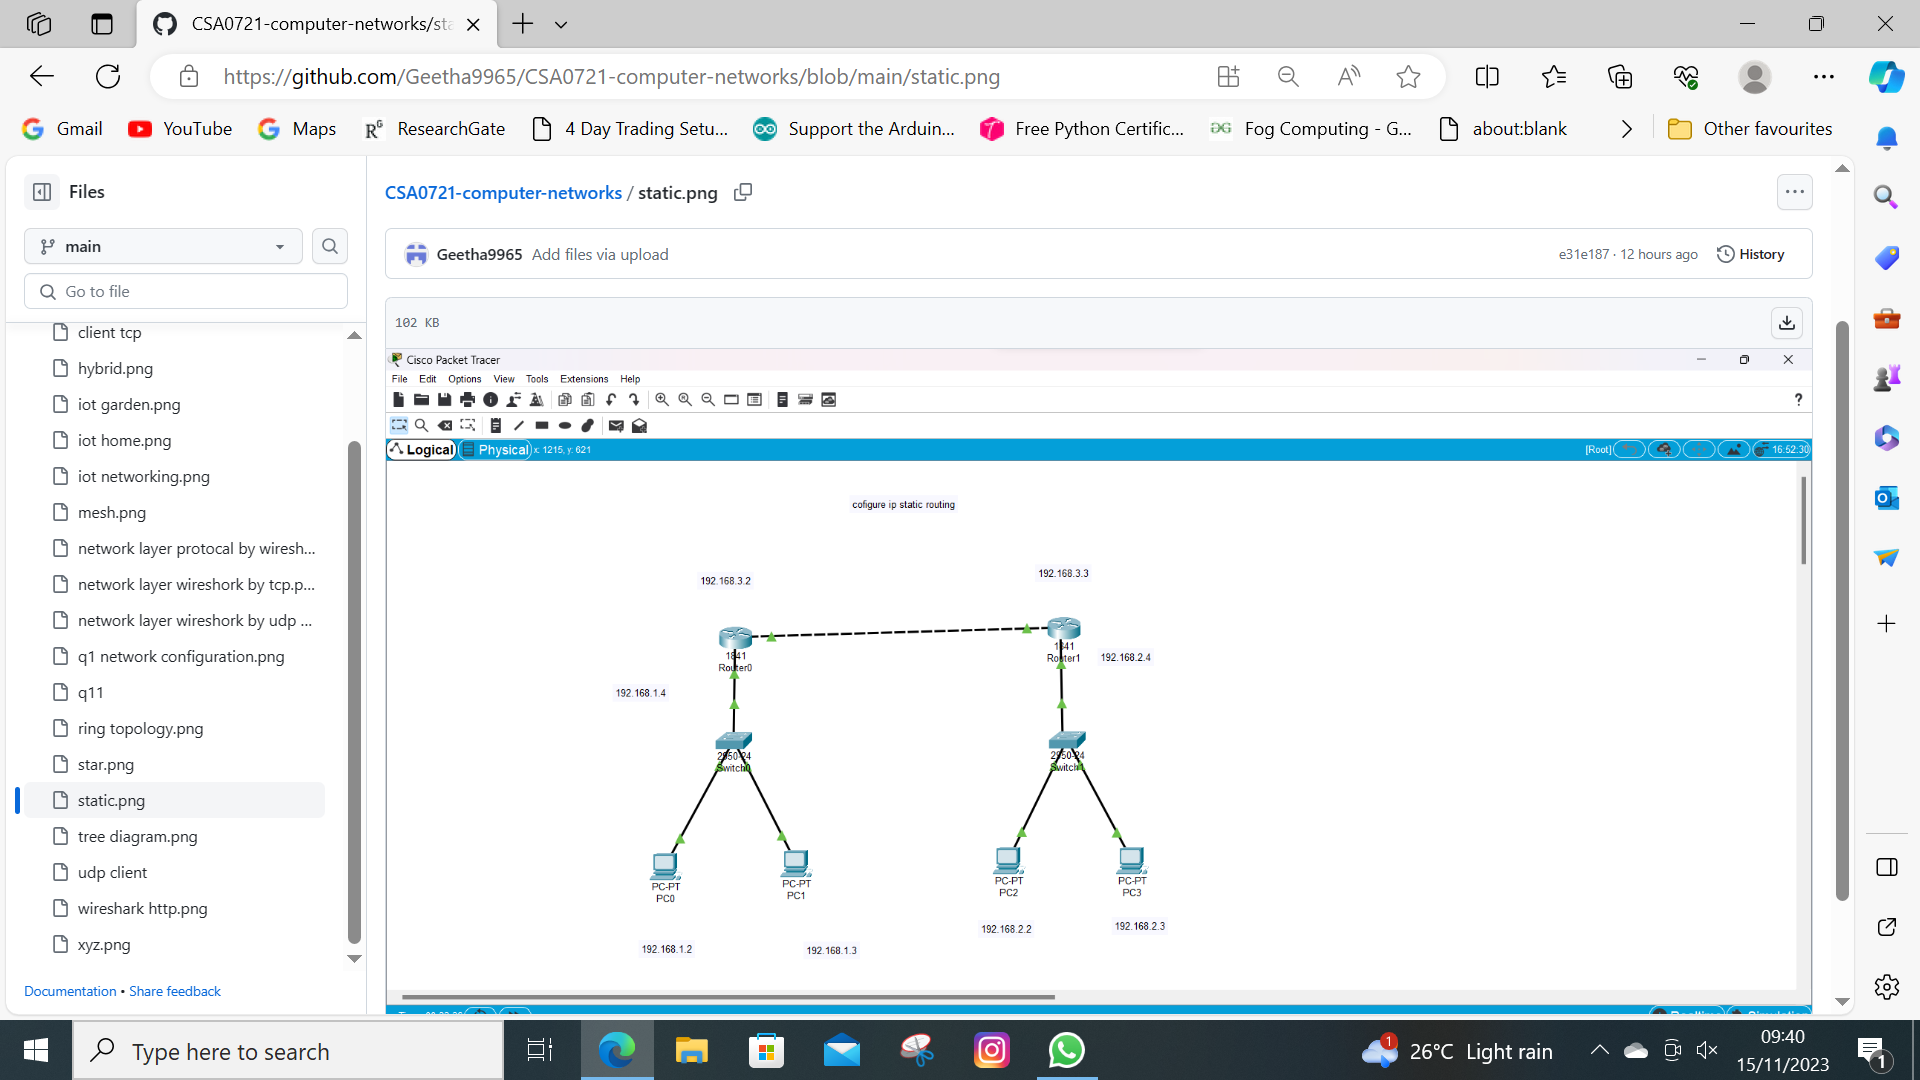 CSA0721-computer-networks/sta
https://github.com/Geetha9965/CSA0721-computer-networks/blob/main/static.png
Gmail
YouTube
Maps
ResearchGate
4 Day Trading Setu...
Support the Arduin...
Free Python Certific...
Fog Computing - G...
about:blank
Other favourites
Files
CSA0721-computer-networks / static.png
main
Geetha9965 Add files via upload
e31e187 · 12 hours ago
History
Go to file
102 KB
client tcp
hybrid.png
iot garden.png
iot home.png
iot networking.png
mesh.png
network layer protocal by wiresh...
network layer wireshork by tcp.p...
network layer wireshork by udp ...
q1 network configuration.png
q11
ring topology.png
star.png
static.png
tree diagram.png
udp client
wireshark http.png
xyz.png
Documentation • Share feedback
Cisco Packet Tracer
File Edit Options View Tools Extensions Help
Logical Physical x: 1215, y: 621
[Root] 16:52:30
cofigure ip static routing
192.168.3.2
192.168.3.3
1841
Router0
1841
Router1
192.168.2.4
192.168.1.4
2950-24
Switch0
2950-24
Switch1
PC-PT
PC0
PC-PT
PC1
PC-PT
PC2
PC-PT
PC3
192.168.1.2
192.168.1.3
192.168.2.2
192.168.2.3
Type here to search
1
26°C Light rain
09:40
15/11/2023
1